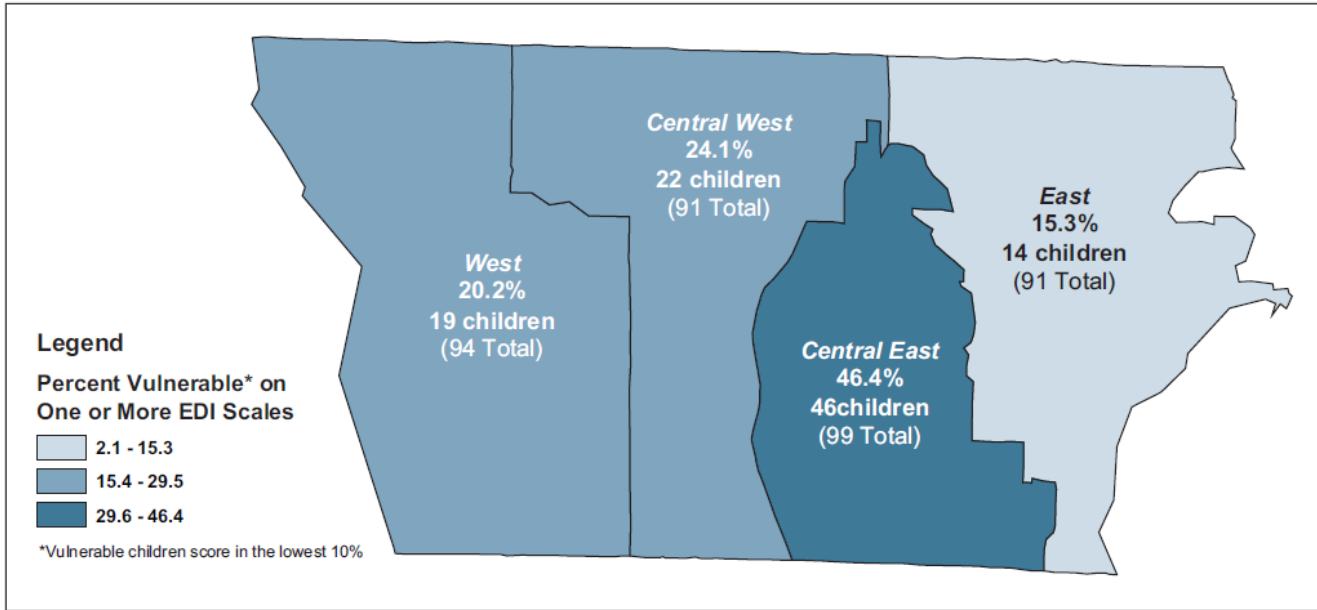 Central West
24.1%
22 children
(91 Total)
East
15.3%
14 children
(91 Total)
West
20.2%
19 children
(94 Total)
Central East
46.4%
46children
(99 Total)
Legend
Percent Vulnerable* on
One or More EDI Scales
2.1 - 15.3
15.4 - 29.5
29.6 - 46.4
*Vulnerable children score in the lowest 10%